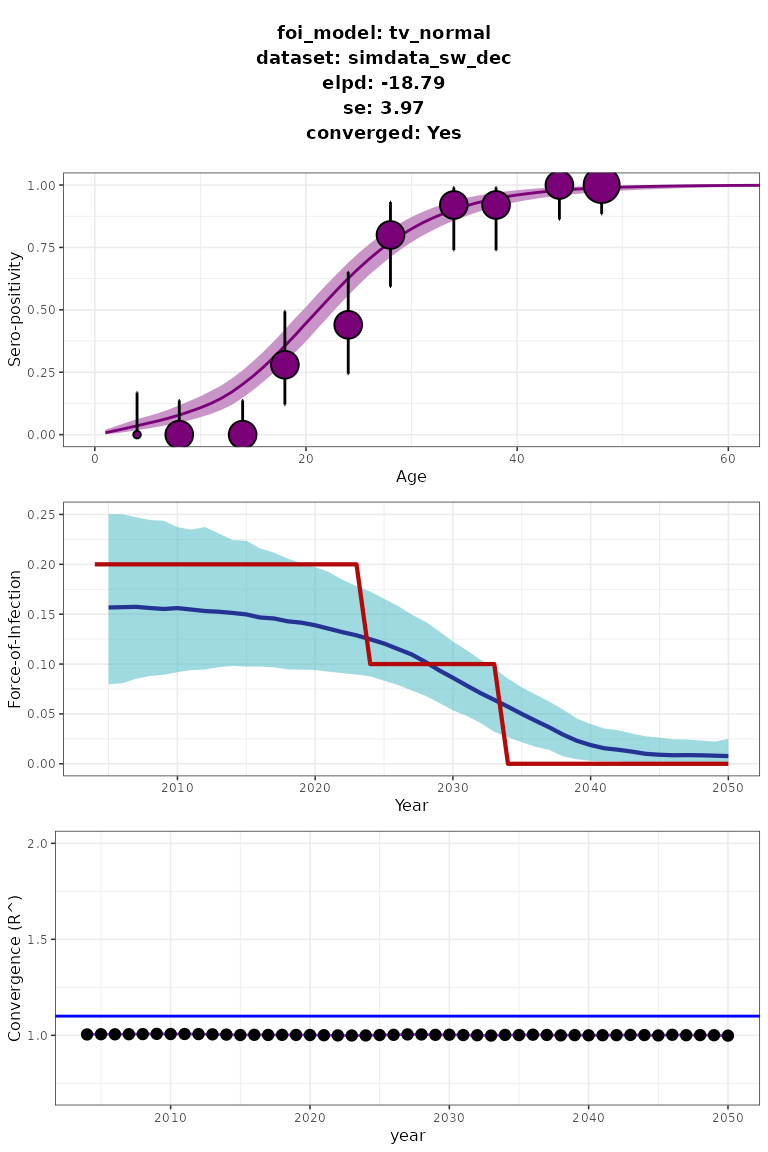 foi_model: tv_normal
dataset: simdata_sw_dec
elpd: -18.79
se: 3.97
converged: Yes
1.00
0.75
0.50
0.25
0.00
Sero-positivity
0 20 40 60
Age
0.25
0.20
0.15
0.10
0.05
0.00
Force-of-Infection
2010 2020 2030 2040 2050
Year
2.0
1.5
1.0
Convergence (R^)
2010 2020 2030 2040 2050
year